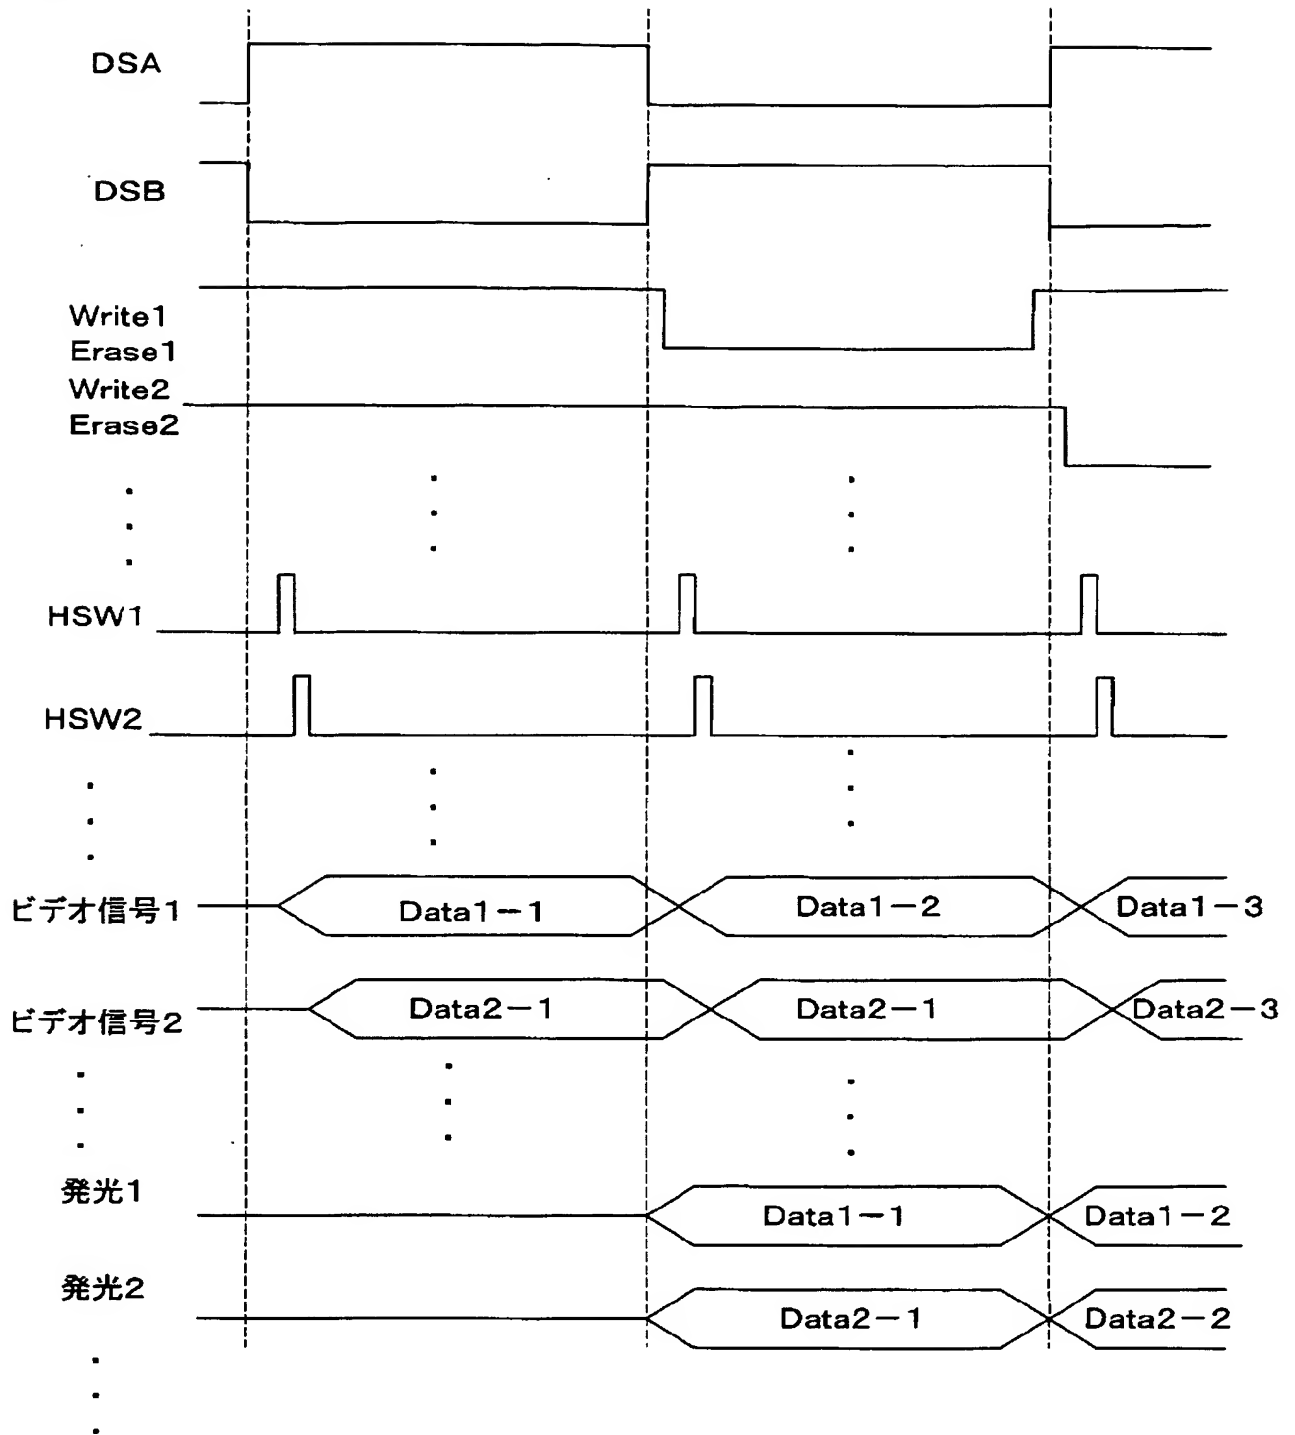 DSA
DSB
Write1
Erase1
Write2
Erase2
HSW1
HSW2
ビデオ信号1
Data1-1
Data1-2
Data1-3
ビデオ信号2
Data2-1
Data2-1
Data2-3
発光1
Data1-1
Data1-2
発光2
Data2-1
Data2-2